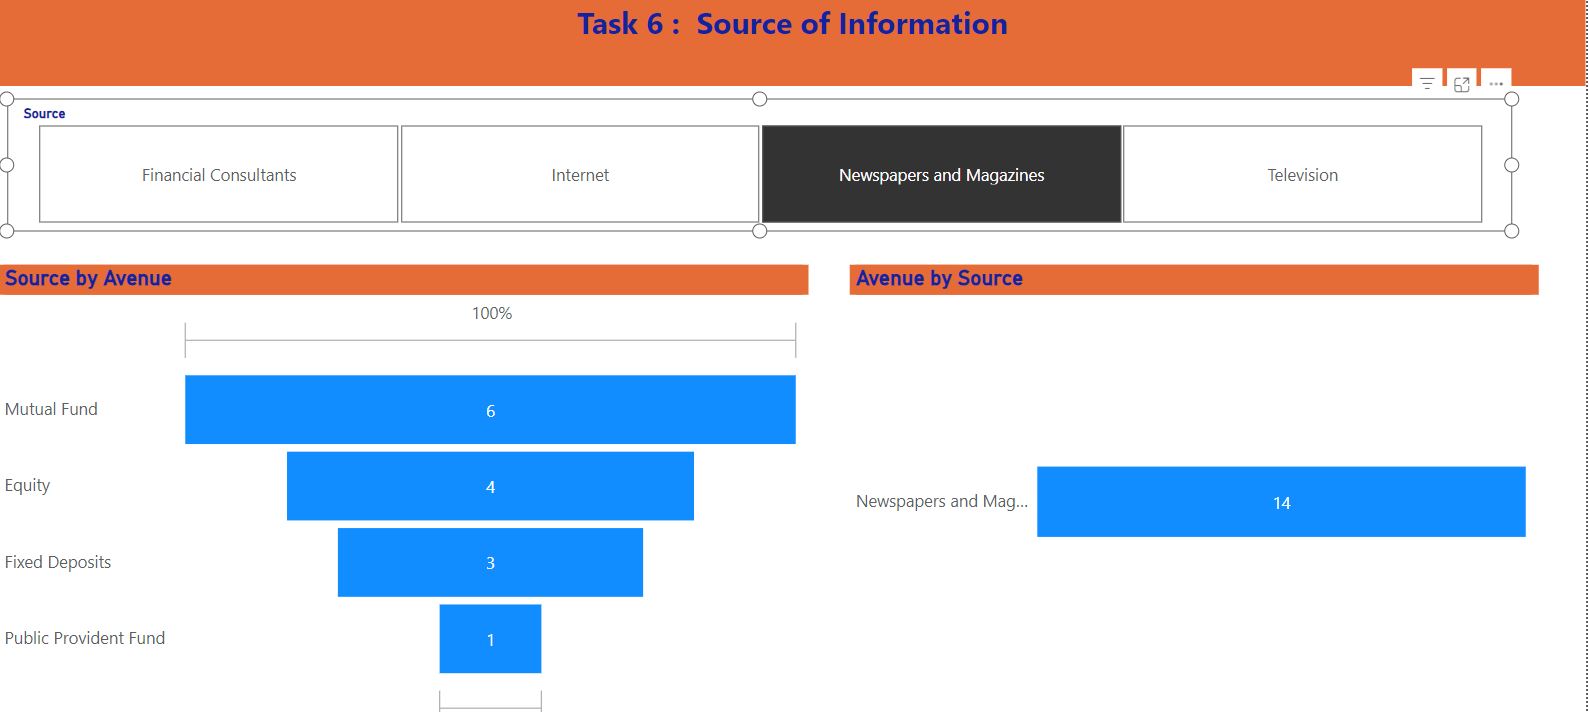 Task 6 :  Source of Information
Source
Financial Consultants
Internet
Newspapers and Magazines
Television
Source by Avenue
Avenue by Source
100%
Mutual Fund
6
Equity
4
Fixed Deposits
3
Public Provident Fund
1
Newspapers and Mag...
14